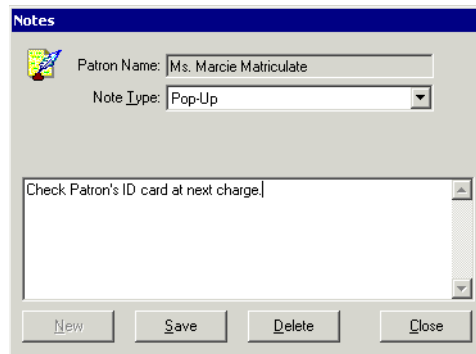 Notes
Patron Name: Ms. Marcie Matriculate
Note Type: Pop-Up
Check Patron's ID card at next charge.
New Save Delete Close